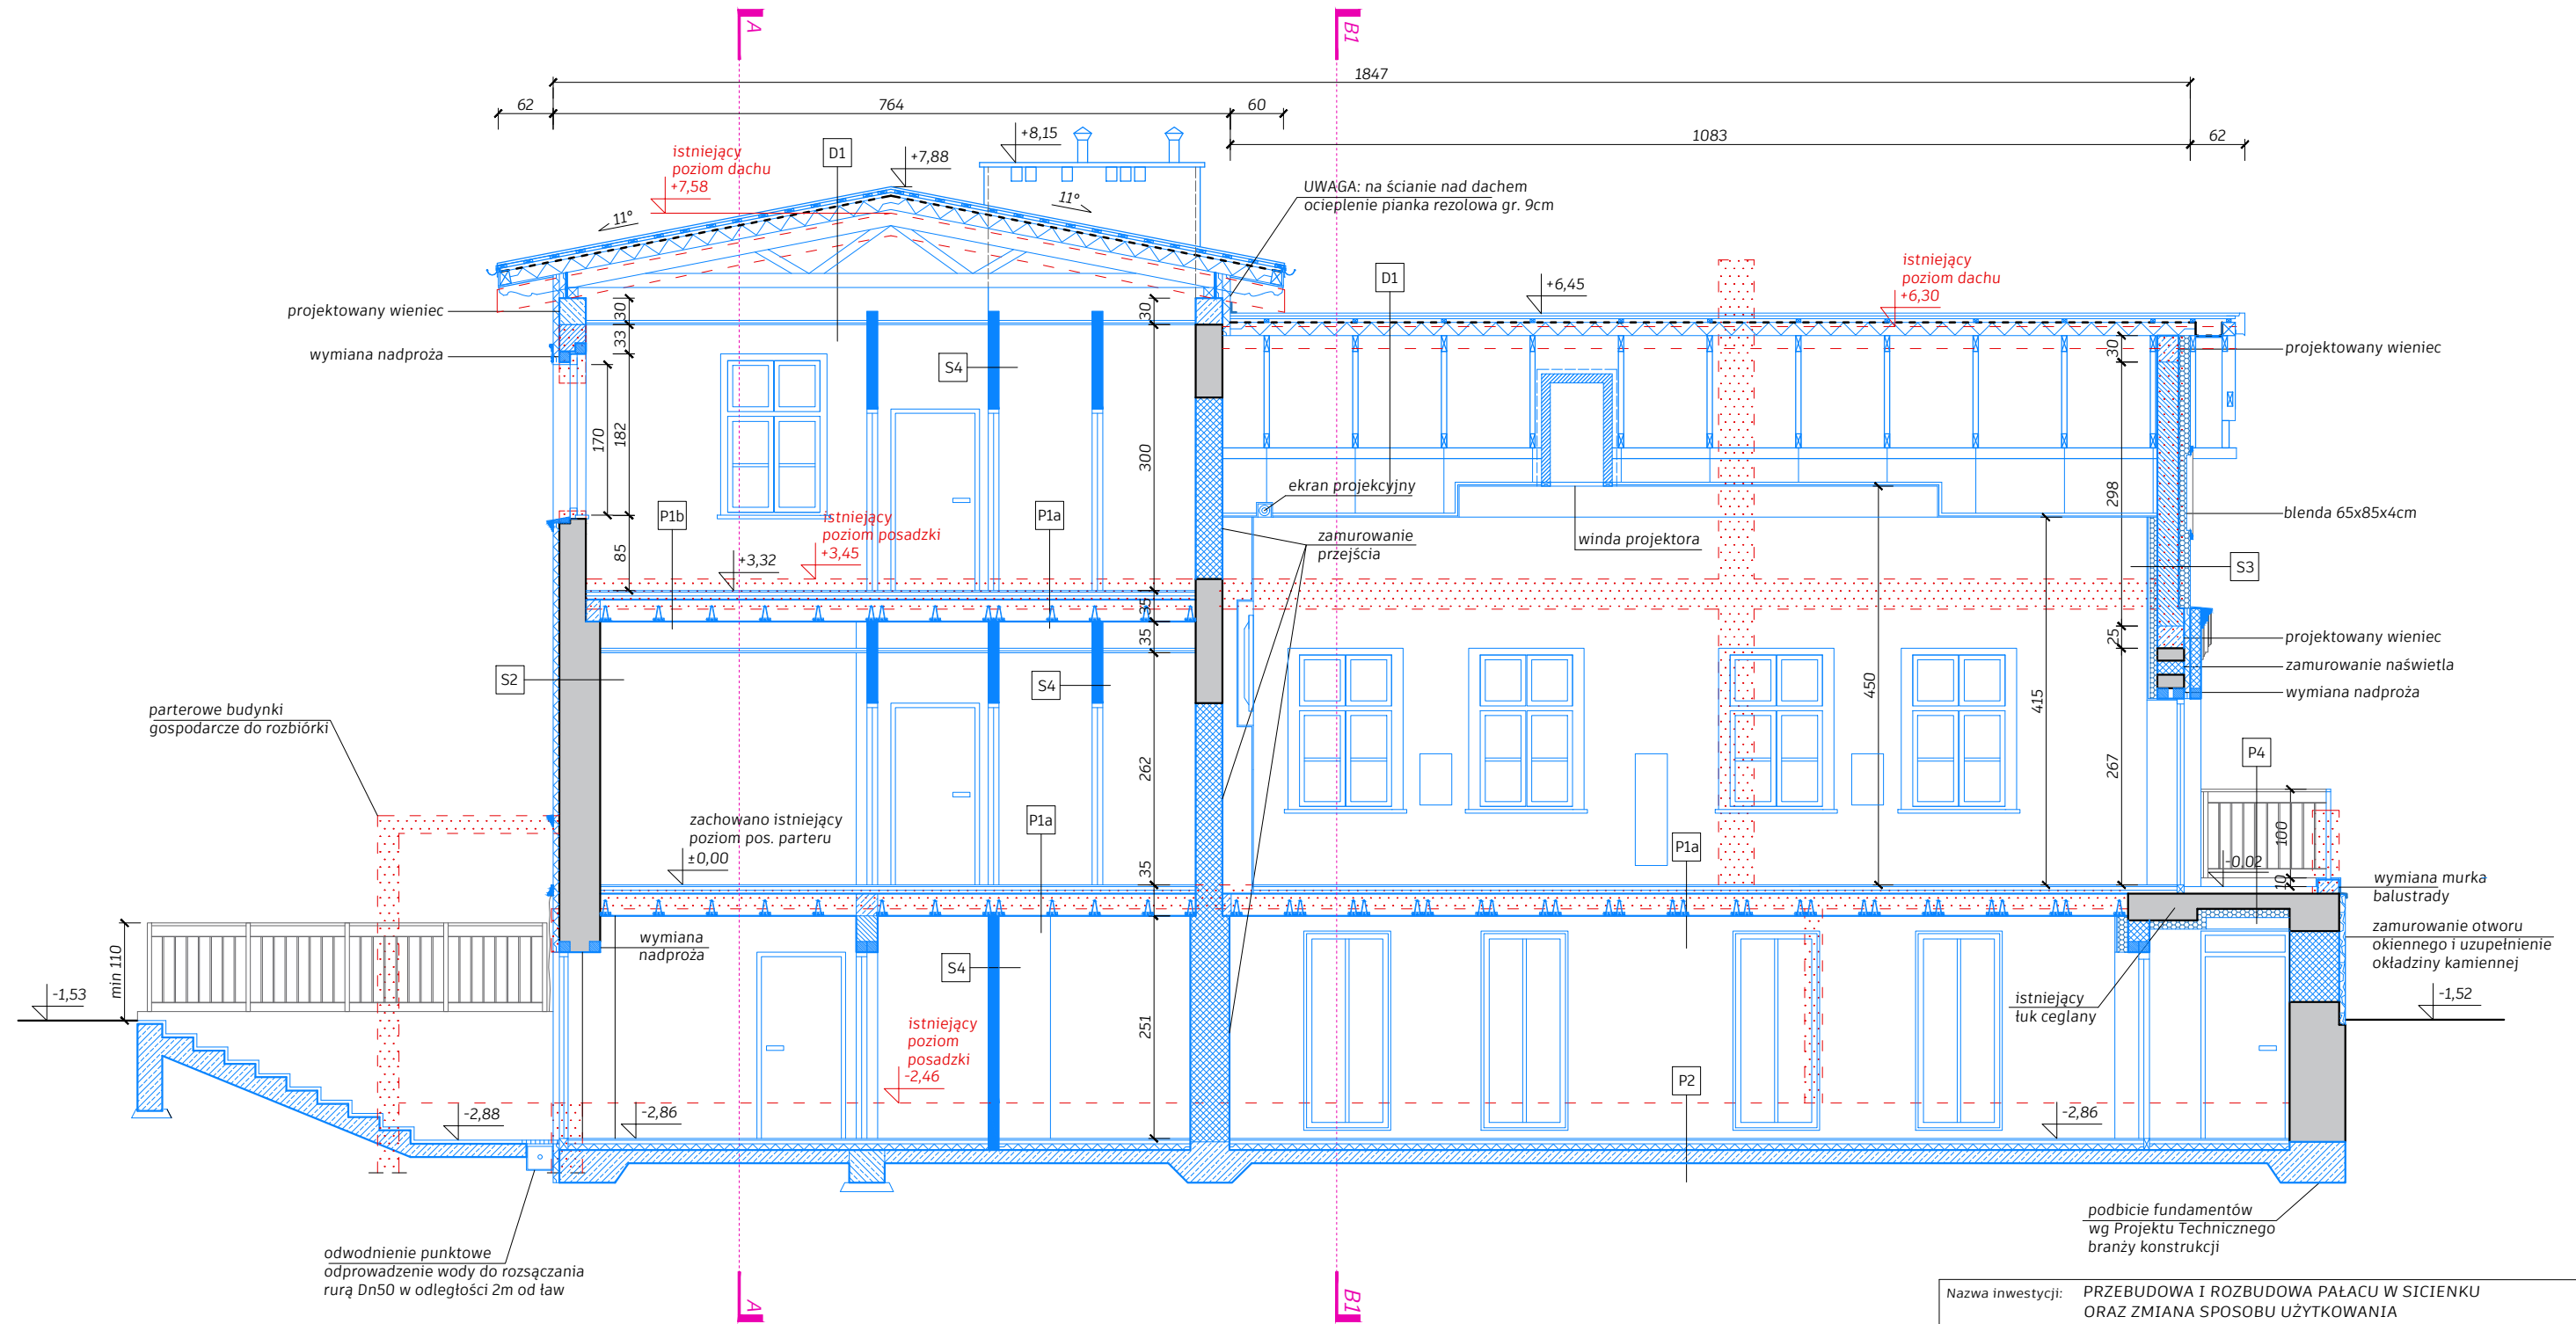 A
B1
1847
62
764
60
1083
62
istniejący
poziom dachu
+7,58
D1
+7,88
+8,15
11°
11°
UWAGA: na ścianie nad dachem
ocieplenie pianka rezolowa gr. 9cm
D1
+6,45
istniejący
poziom dachu
+6,30
projektowany wieniec
wymiana nadproża
30
33
170
182
85
30
300
S4
P1b
P1a
istniejący
poziom posadzki
+3,45
+3,32
ekran projekcyjny
zamurowanie
przejścia
winda projektora
30
298
projektowany wieniec
blenda 65x85x4cm
S3
35
35
25
projektowany wieniec
zamurowanie naświetla
wymiana nadproża
S2
S4
450
415
267
262
parterowe budynki
gospodarcze do rozbiórki
P4
zachowano istniejący
poziom pos. parteru
±0,00
P1a
P1a
35
100
-0,02
10
wymiana murka
balustrady
zamurowanie otworu
okiennego i uzupełnienie
okładziny kamiennej
min 110
-1,53
wymiana
nadproża
S4
251
istniejący
poziom
posadzki
-2,46
istniejący
łuk ceglany
-1,52
P2
-2,88
-2,86
-2,86
podbicie fundamentów
wg Projektu Technicznego
branży konstrukcji
odwodnienie punktowe
odprowadzenie wody do rozsączania
rurą Dn50 w odległości 2m od ław
A
B1
Nazwa inwestycji: PRZEBUDOWA I ROZBUDOWA PAŁACU W SICIENKU
ORAZ ZMIANA SPOSOBU UŻYTKOWANIA